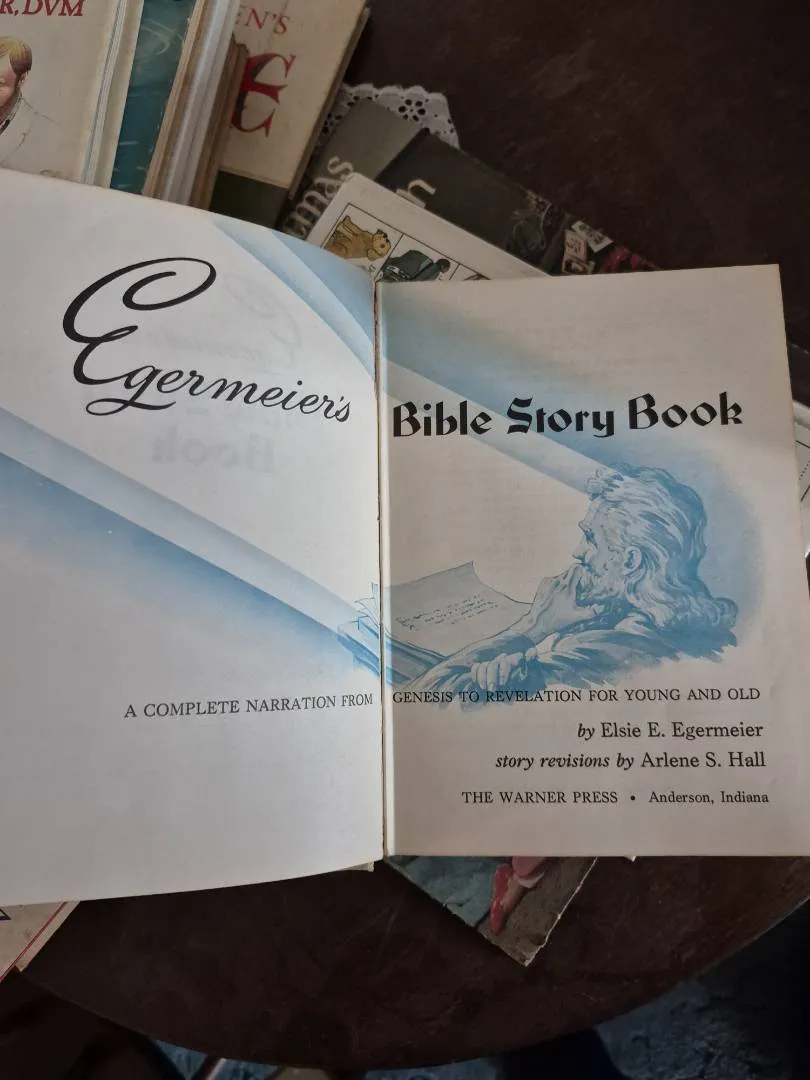 R, DVM
EN'S
Egermeier's Bible Story Book
A COMPLETE NARRATION FROM GENESIS TO REVELATION FOR YOUNG AND OLD
by Elsie E. Egermeier
story revisions by Arlene S. Hall
THE WARNER PRESS • Anderson, Indiana